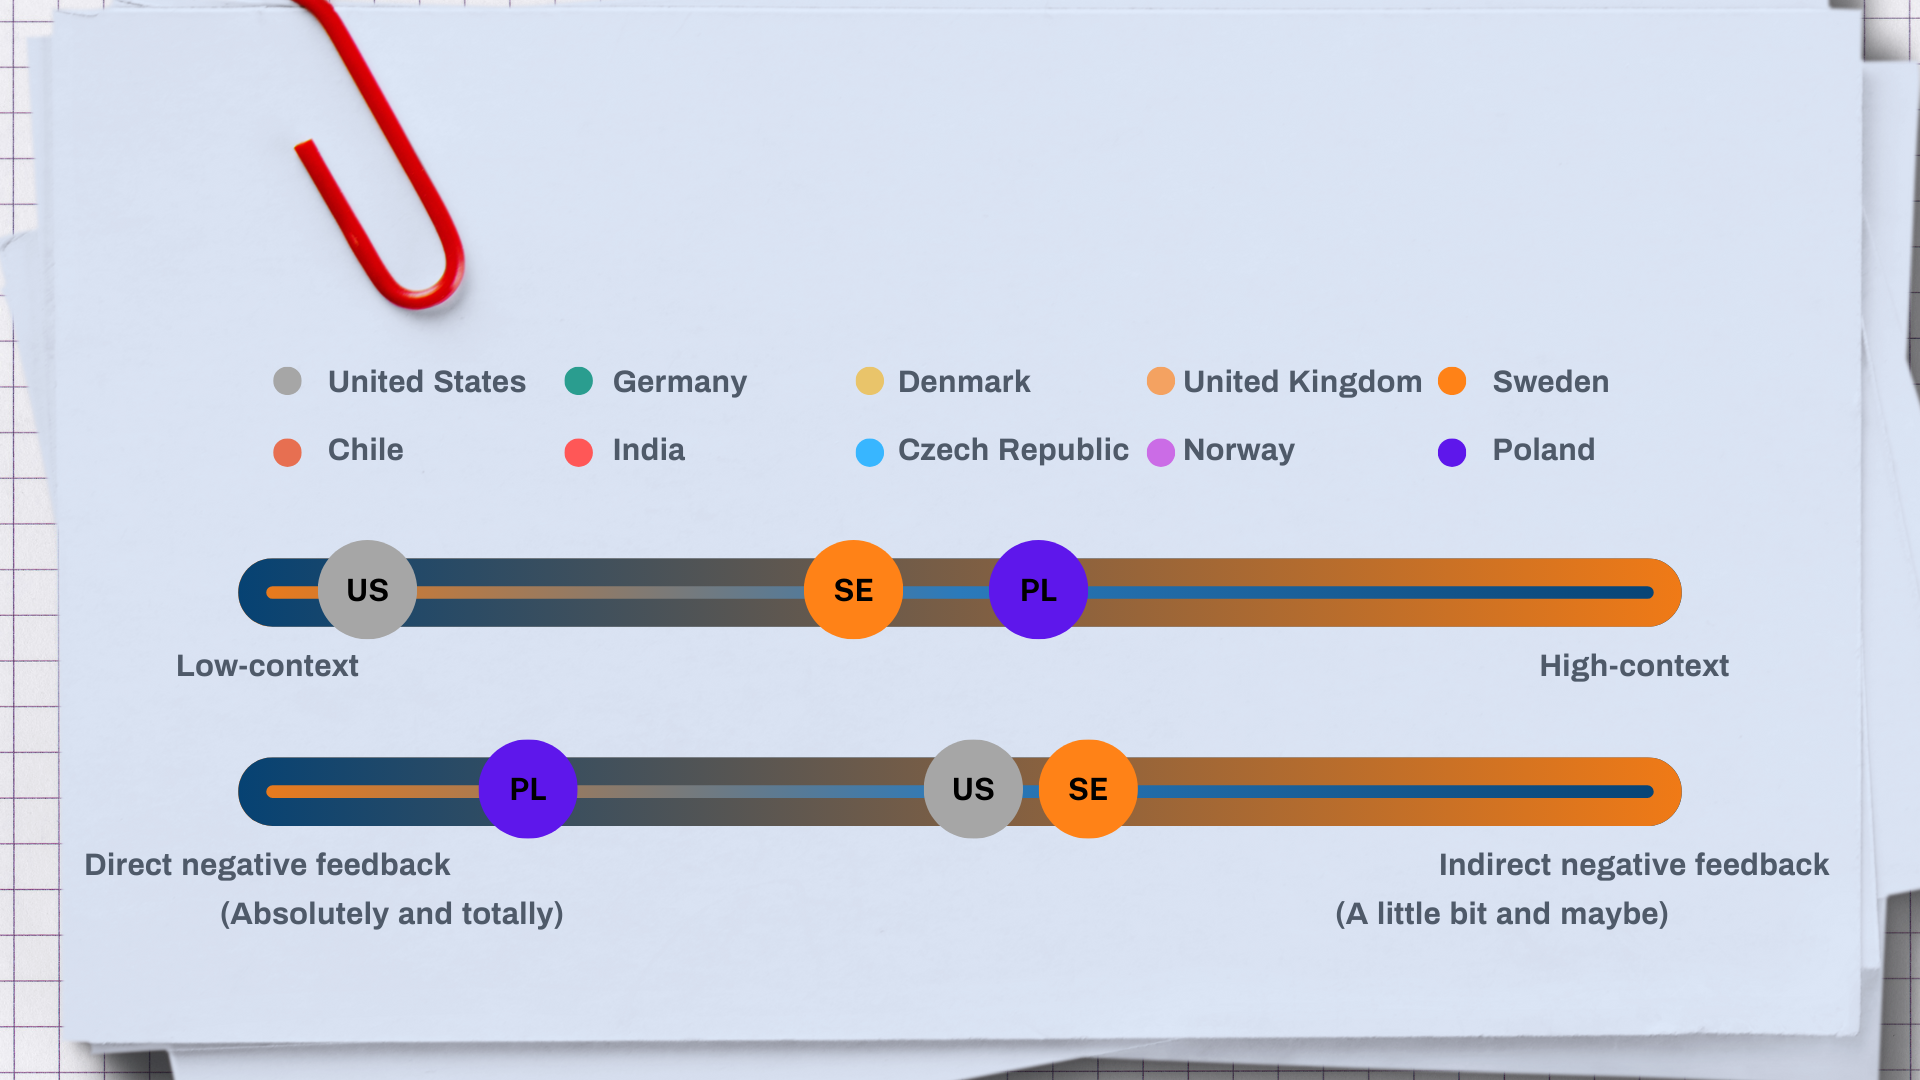 United States
Germany
Denmark
United Kingdom
Sweden
Chile
India
Czech Republic
Norway
Poland
US
SE
PL
Low-context
High-context
PL
US
SE
Direct negative feedback
(Absolutely and totally)
Indirect negative feedback
(A little bit and maybe)